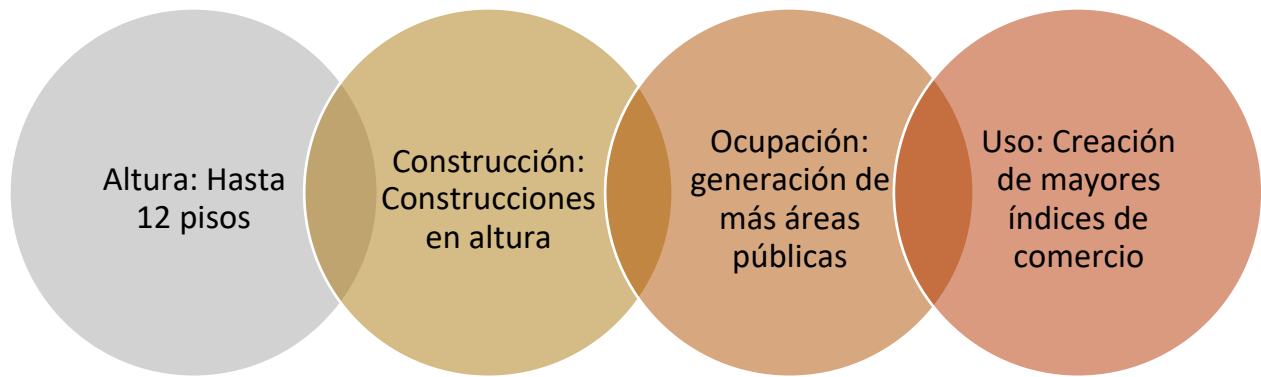 Altura: Hasta
12 pisos
Construcción:
Construcciones
en altura
Ocupación:
generación de
más áreas
públicas
Uso: Creación
de mayores
índices de
comercio